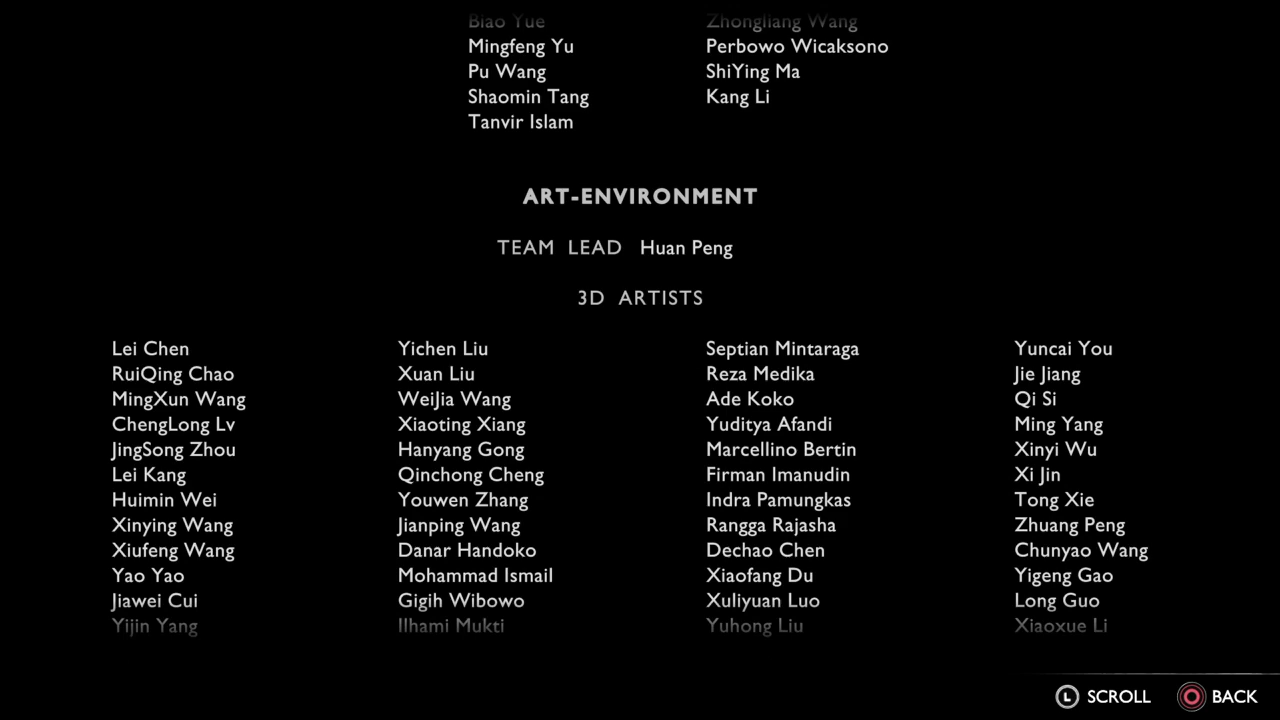 Biao Yue Zhongliang Wang
Mingfeng Yu Perbowo Wicaksono
Pu Wang ShiYing Ma
Shaomin Tang Kang Li
Tanvir Islam
ART-ENVIRONMENT
TEAM LEAD Huan Peng
3D ARTISTS
Lei Chen Yichen Liu Septian Mintaraga Yuncai You
RuiQing Chao Xuan Liu Reza Medika Jie Jiang
MingXun Wang WeiJia Wang Ade Koko Qi Si
ChengLong Lv Xiaoting Xiang Yuditya Afandi Ming Yang
JingSong Zhou Hanyang Gong Marcellino Bertin Xinyi Wu
Lei Kang Qinchong Cheng Firman Imanudin Xi Jin
Huimin Wei Youwen Zhang Indra Pamungkas Tong Xie
Xinying Wang Jianping Wang Rangga Rajasha Zhuang Peng
Xiufeng Wang Danar Handoko Dechao Chen Chunyao Wang
Yao Yao Mohammad Ismail Xiaofang Du Yigeng Gao
Jiawei Cui Gigih Wibowo Xuliyuan Luo Long Guo
Yijin Yang Ilhami Mukti Yuhong Liu Xiaoxue Li
L SCROLL BACK